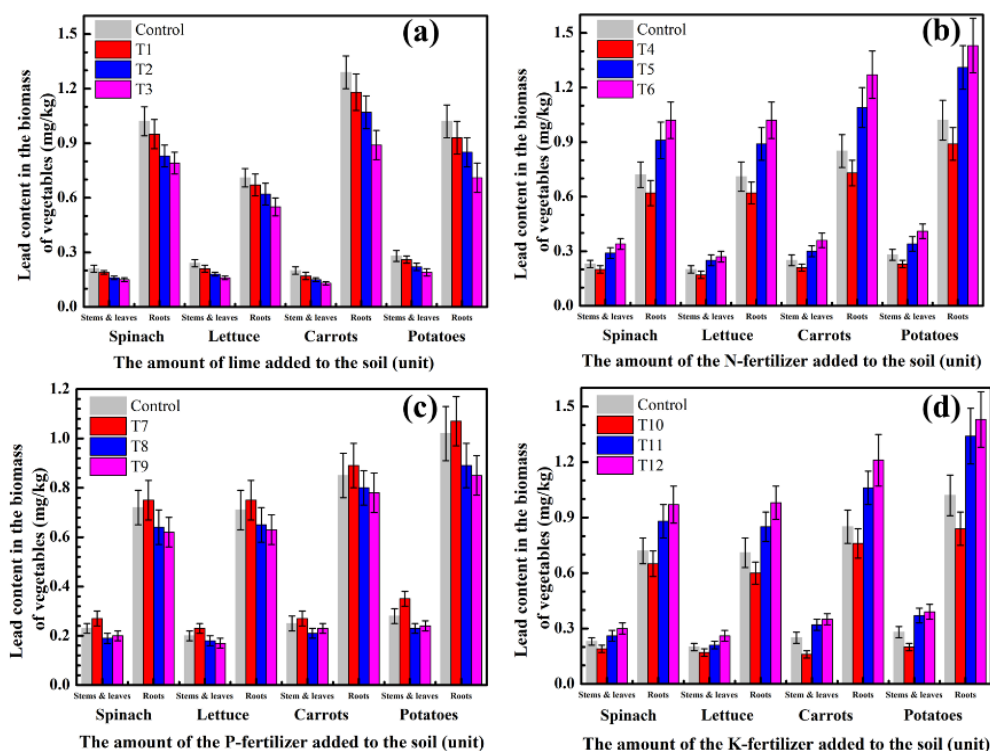 (a)
Control
T1
T2
T3
Lead content in the biomass
of vegetables (mg/kg)
1.5
1.2
0.9
0.6
0.3
0.0
Stems & leaves Roots Stems & leaves Roots Stem & leaves Roots Stems & leaves Roots
Spinach Lettuce Carrots Potatoes
The amount of lime added to the soil (unit)
(b)
Control
T4
T5
T6
Lead content in the biomass
of vegetables (mg/kg)
1.5
1.2
0.9
0.6
0.3
0.0
Stems & leaves Roots Stems & leaves Roots Stem & leaves Roots Stems & leaves Roots
Spinach Lettuce Carrots Potatoes
The amount of the N-fertilizer added to the soil (unit)
(c)
Control
T7
T8
T9
Lead content in the biomass
of vegetables (mg/kg)
1.2
1.0
0.8
0.6
0.4
0.2
0.0
Stems & leaves Roots Stems & leaves Roots Stem & leaves Roots Stems & leaves Roots
Spinach Lettuce Carrots Potatoes
The amount of the P-fertilizer added to the soil (unit)
(d)
Control
T10
T11
T12
Lead content in the biomass
of vegetables (mg/kg)
1.5
1.2
0.9
0.6
0.3
0.0
Stems & leaves Roots Stems & leaves Roots Stem & leaves Roots Stems & leaves Roots
Spinach Lettuce Carrots Potatoes
The amount of the K-fertilizer added to the soil (unit)